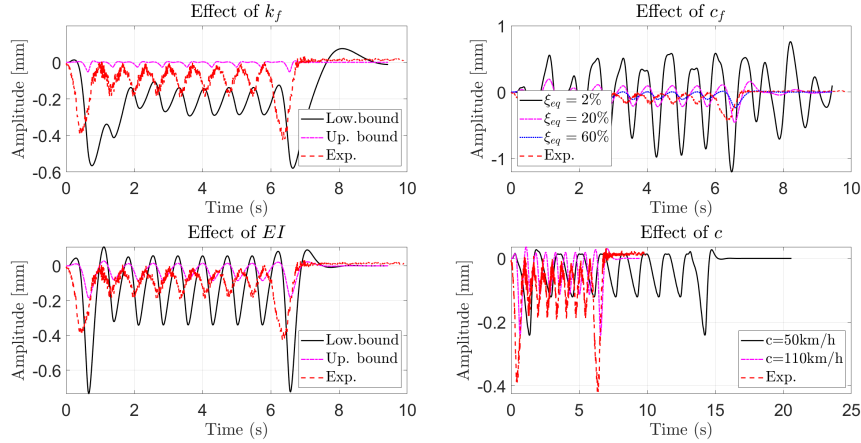 Effect of k_f
Amplitude [mm]
0
-0.2
-0.4
-0.6
0 2 4 6 8 10
Time (s)
Low.bound
Up. bound
Exp.
Effect of c_f
Amplitude [mm]
1
0
-1
0 2 4 6 8 10
Time (s)
ξ_eq = 2%
ξ_eq = 20%
ξ_eq = 60%
Exp.
Effect of EI
Amplitude [mm]
0
-0.2
-0.4
-0.6
0 2 4 6 8 10
Time (s)
Low.bound
Up. bound
Exp.
Effect of c
Amplitude [mm]
0
-0.2
-0.4
0 5 10 15 20 25
Time (s)
c=50km/h
c=110km/h
Exp.